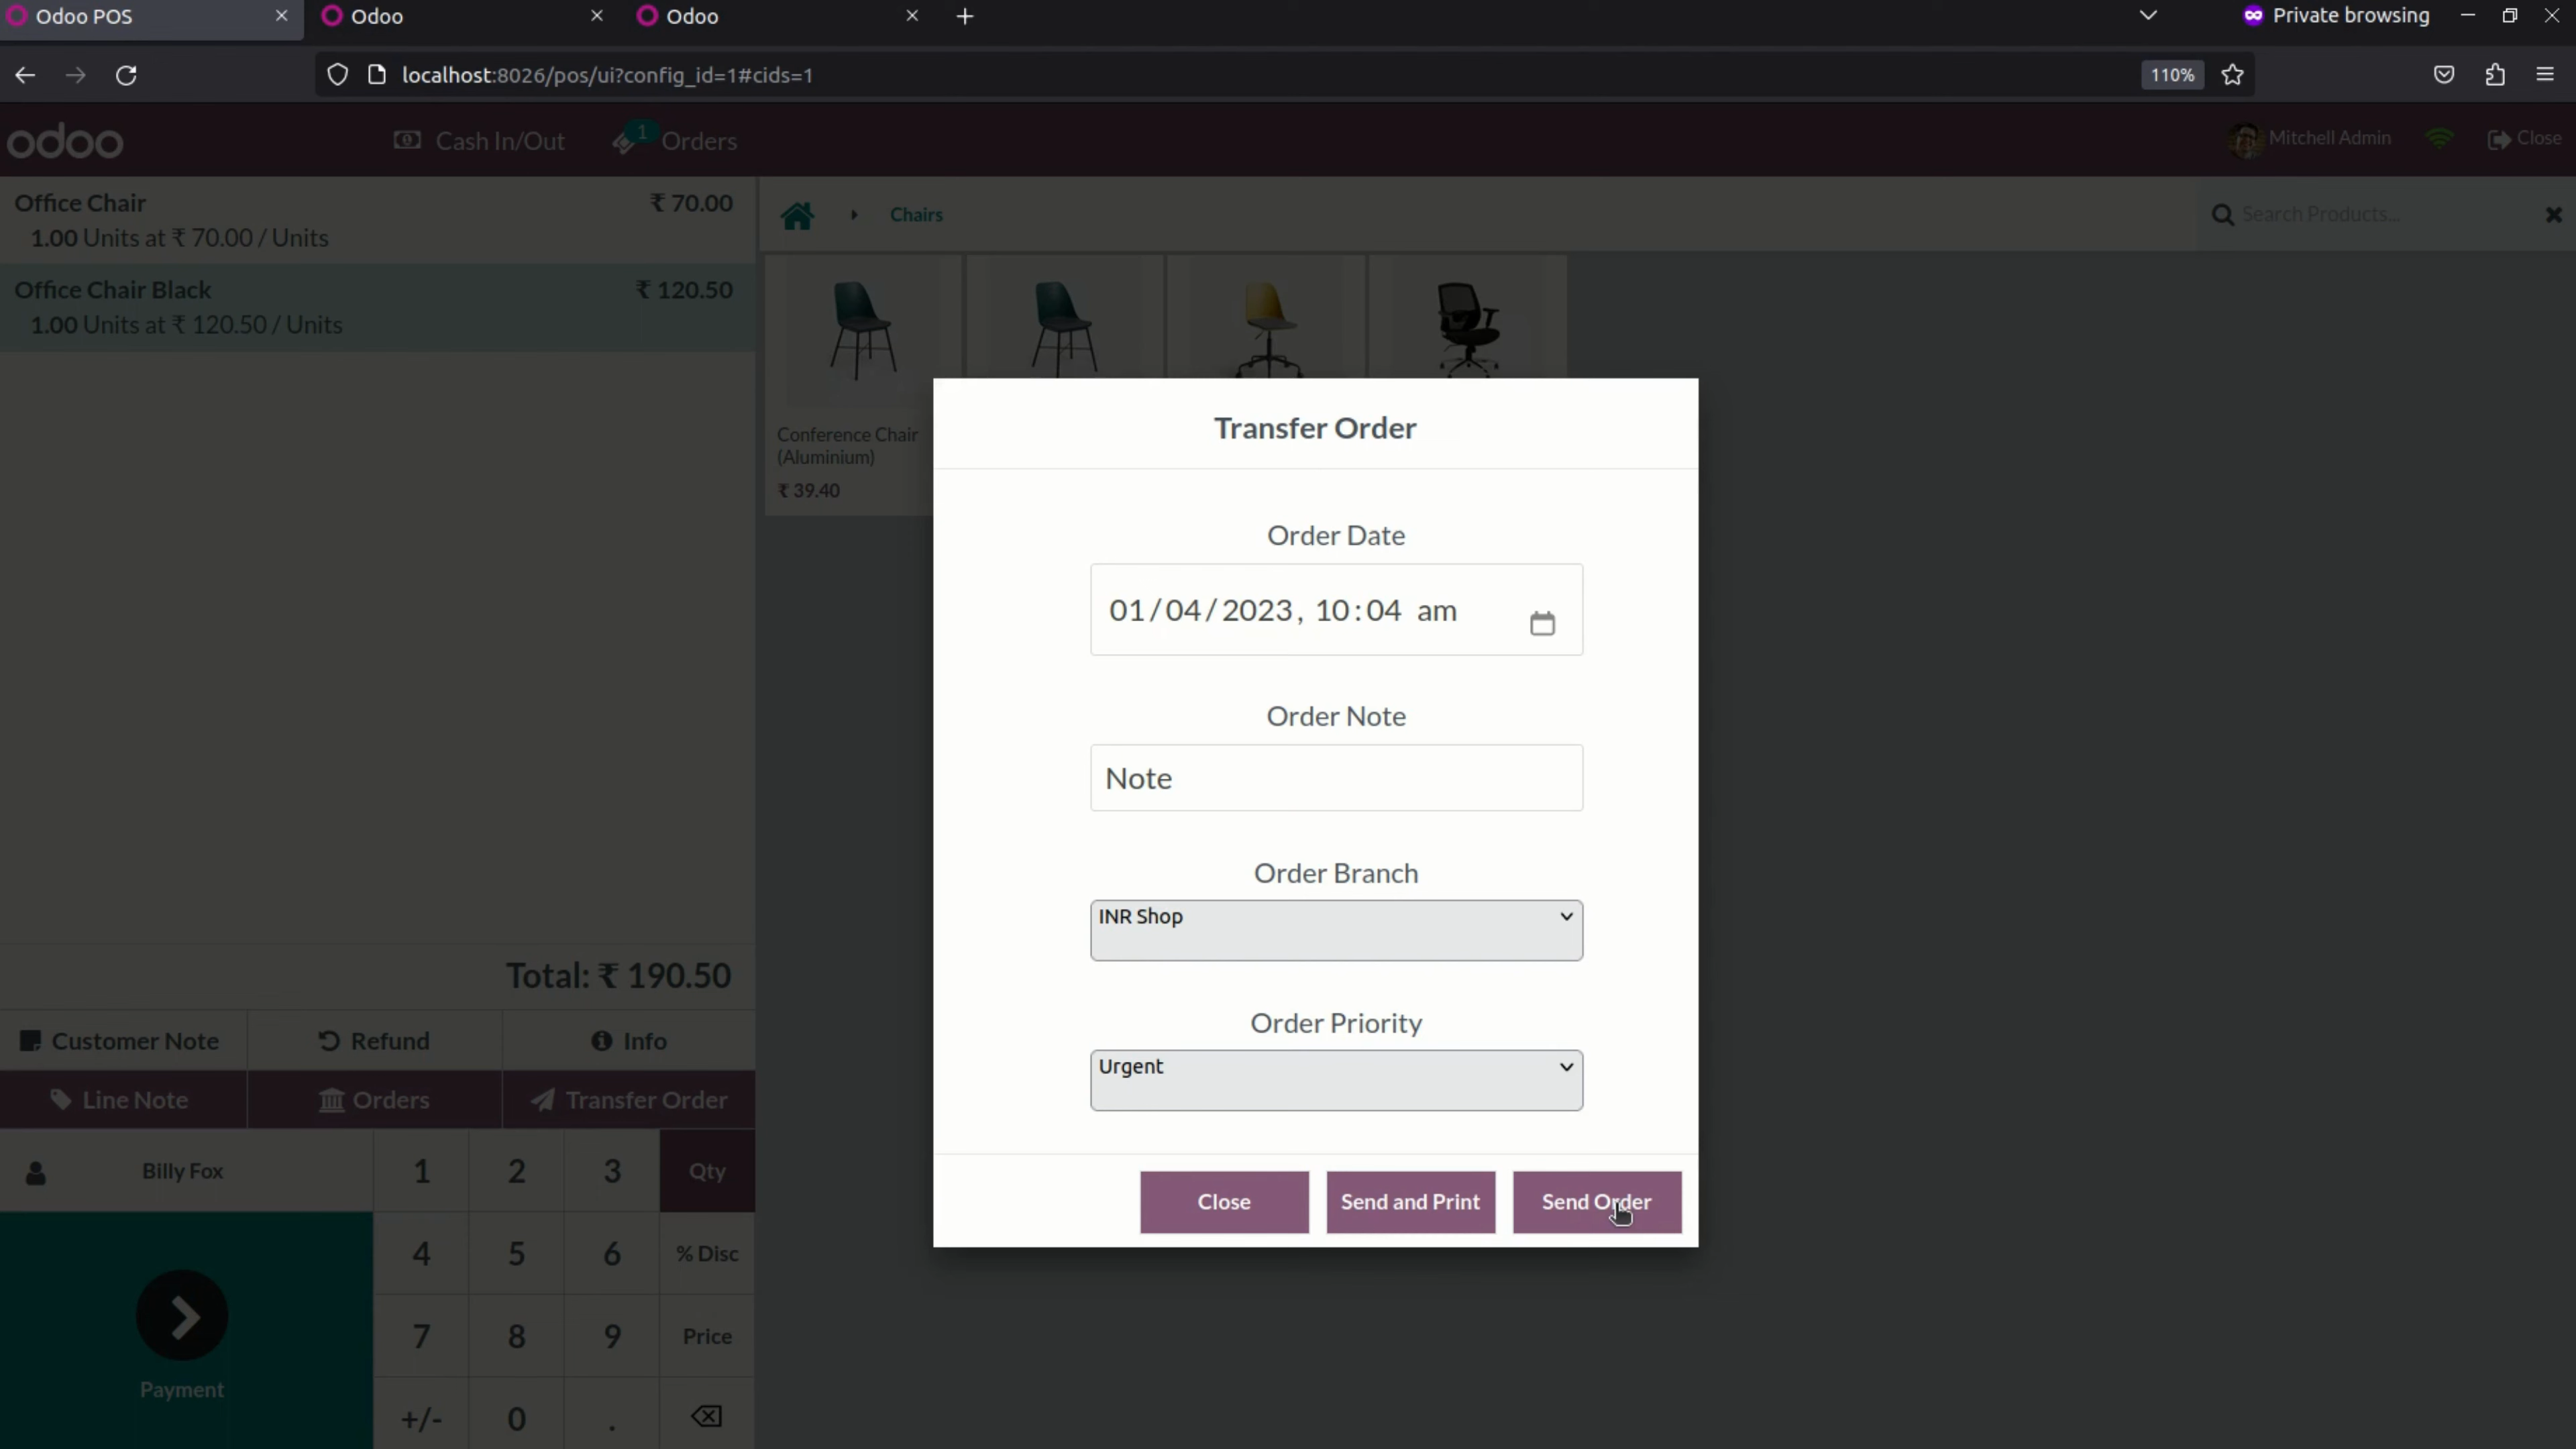 Odoo POS
Odoo
Odoo
Private browsing
localhost:8026/pos/ui?config_id=1#cids=1
110%
odoo
Cash In/Out
1
Orders
Mitchell Admin
Close
Office Chair
₹ 70.00
1.00 Units at ₹ 70.00 / Units
Office Chair Black
₹ 120.50
1.00 Units at ₹ 120.50 / Units
Chairs
Search Products...
Conference Chair
(Aluminium)
₹ 39.40
Transfer Order
Order Date
01/04/2023, 10:04 am
Order Note
Note
Order Branch
INR Shop
Order Priority
Urgent
Close
Send and Print
Send Order
Total: ₹ 190.50
Customer Note
Refund
Info
Line Note
Orders
Transfer Order
Billy Fox
1
2
3
Qty
4
5
6
% Disc
7
8
9
Price
Payment
+/-
0
.